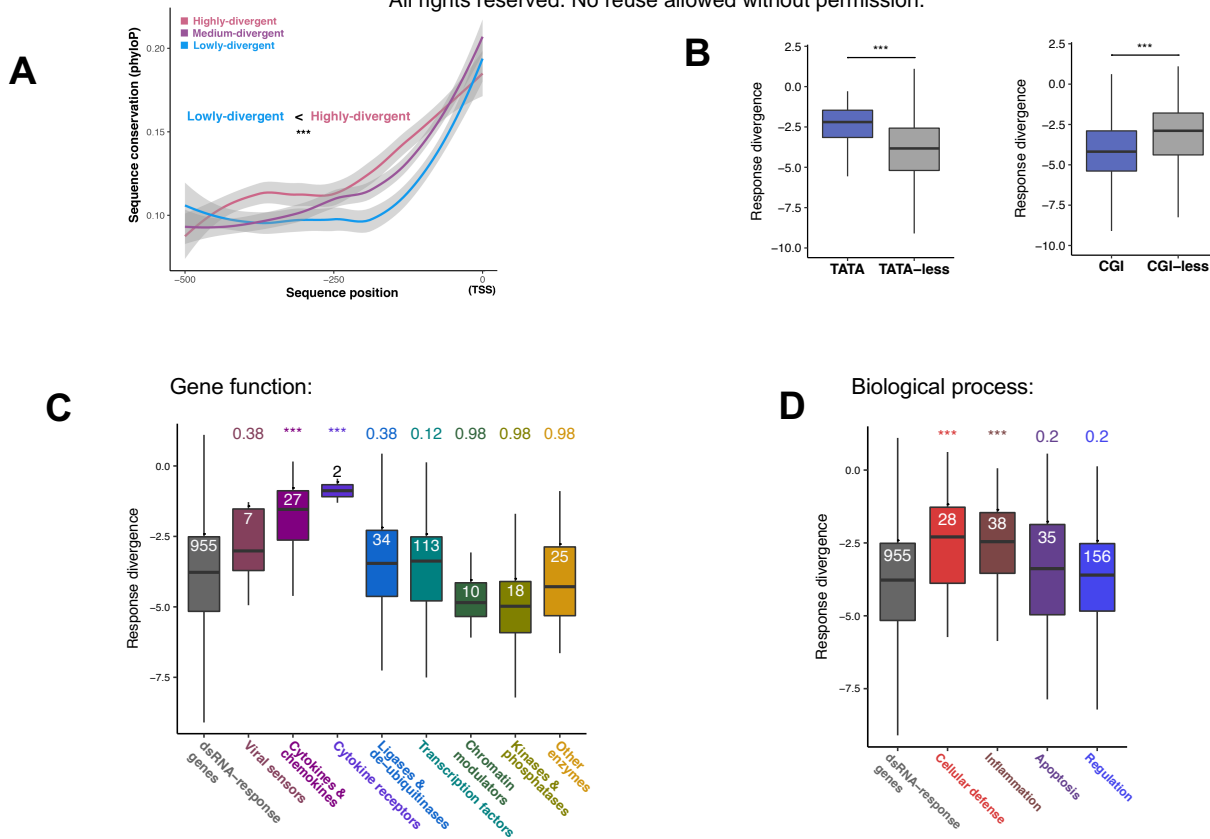 All rights reserved. No reuse allowed without permission.
A
Highly-divergent
Medium-divergent
Lowly-divergent
Sequence conservation (phyloP)
0.20
0.15
0.10
Lowly-divergent < Highly-divergent
***
−500
−250
0
(TSS)
Sequence position
B
Response divergence
2.5
0.0
−2.5
−5.0
−7.5
−10.0
***
TATA
TATA−less
Response divergence
2.5
0.0
−2.5
−5.0
−7.5
−10.0
***
CGI
CGI−less
C
Gene function:
Response divergence
0.0
−2.5
−5.0
−7.5
0.38
***
***
0.38
0.12
0.98
0.98
0.98
955
7
27
2
34
113
10
18
25
dsRNA−response
genes
Viral sensors
Cytokines &
chemokines
Cytokine receptors
Ligases &
de−ubiquitinases
Transcription factors
Chromatin
modulators
Kinases &
phosphatases
Other
enzymes
D
Biological process:
Response divergence
0.0
−2.5
−5.0
−7.5
***
***
0.2
0.2
955
28
38
35
156
dsRNA−response
genes
Cellular defense
Inflammation
Apoptosis
Regulation